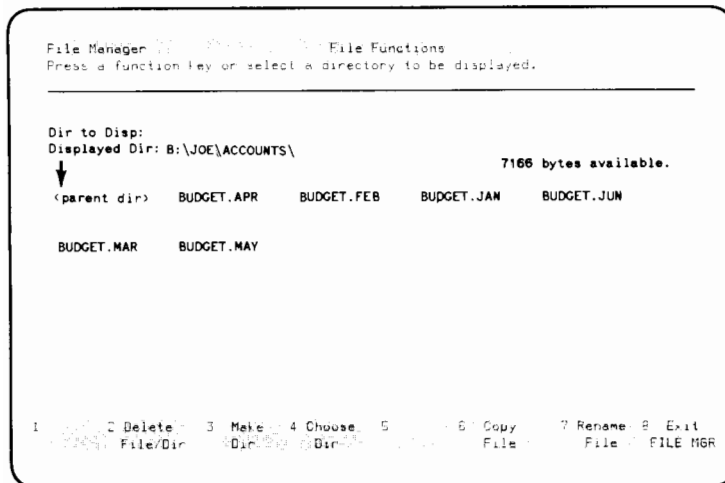 File Manager File Functions
Press a function key or select a directory to be displayed.
Dir to Disp:
Displayed Dir: B:\JOE\ACCOUNTS\
7166 bytes available.
<parent dir> BUDGET.APR BUDGET.FEB BUDGET.JAN BUDGET.JUN
BUDGET.MAR BUDGET.MAY
1 2 Delete 3 Make 4 Choose 5 6 Copy 7 Rename 8 Exit
File/Dir Dir Dir File File FILE MGR